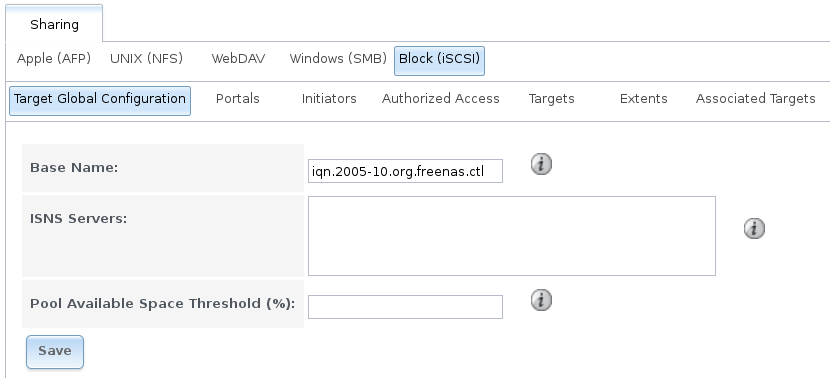 Sharing
Apple (AFP) UNIX (NFS) WebDAV Windows (SMB) Block (iSCSI)
Target Global Configuration Portals Initiators Authorized Access Targets Extents Associated Targets
Base Name: iqn.2005-10.org.freenas.ctl i
ISNS Servers: i
Pool Available Space Threshold (%): i
Save